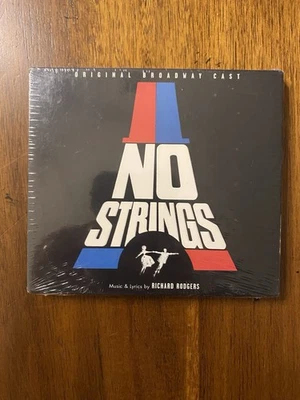 ORIGINAL BROADWAY CAST
NO
STRINGS
Music & Lyrics by RICHARD RODGERS